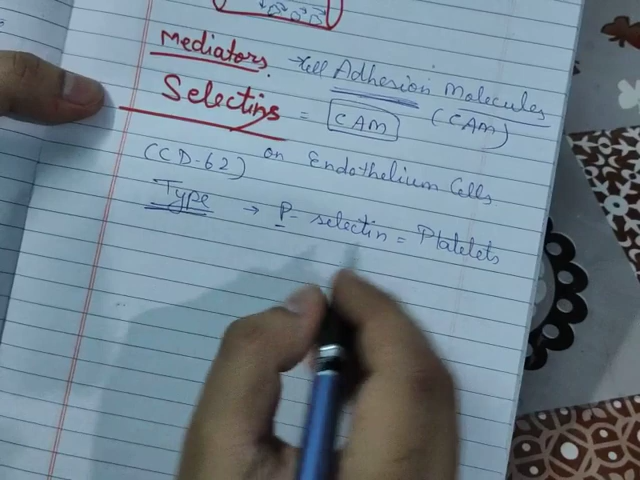 Mediators. *Cell Adhesion Molecules
Selectins = CAM (CAM)
(CD-62) on Endothelium Cells
Type → P- selectin = Platelets